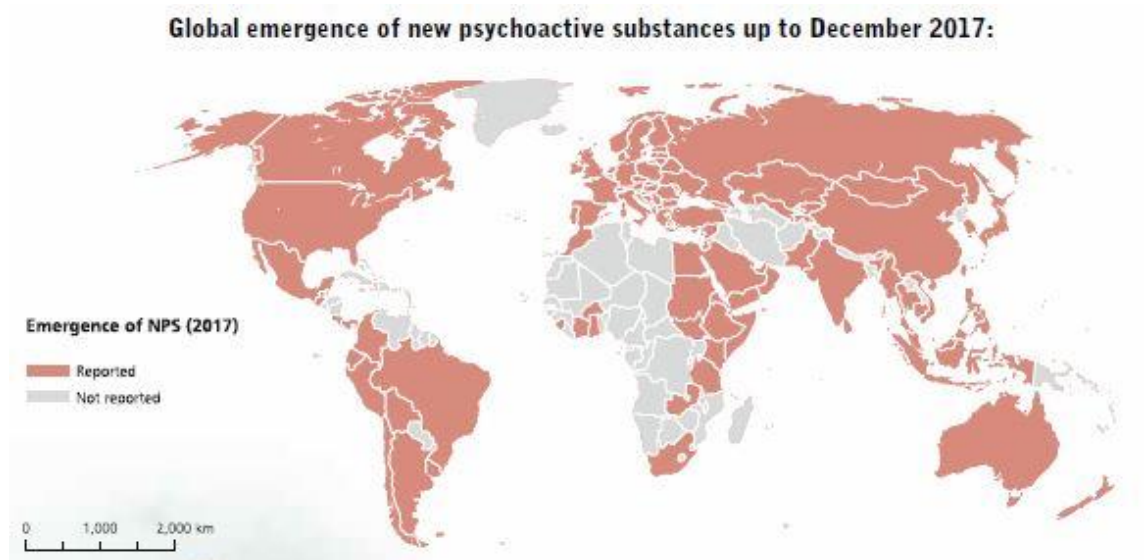 Global emergence of new psychoactive substances up to December 2017:
Emergence of NPS (2017)
Reported
Not reported
0 1,000 2,000 km